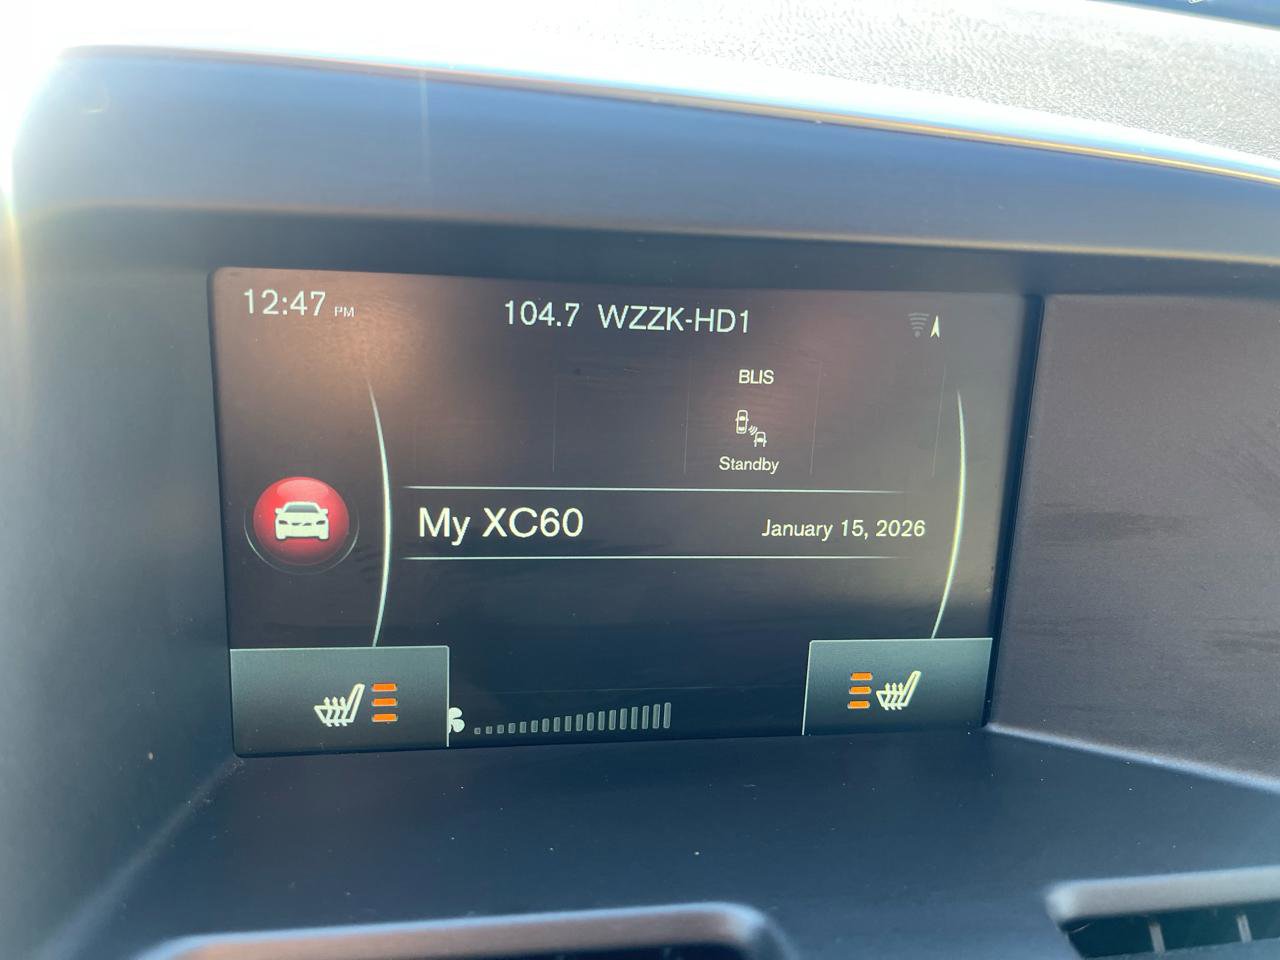 12:47 PM
104.7 WZZK-HD1
BLIS
Standby
My XC60
January 15, 2026